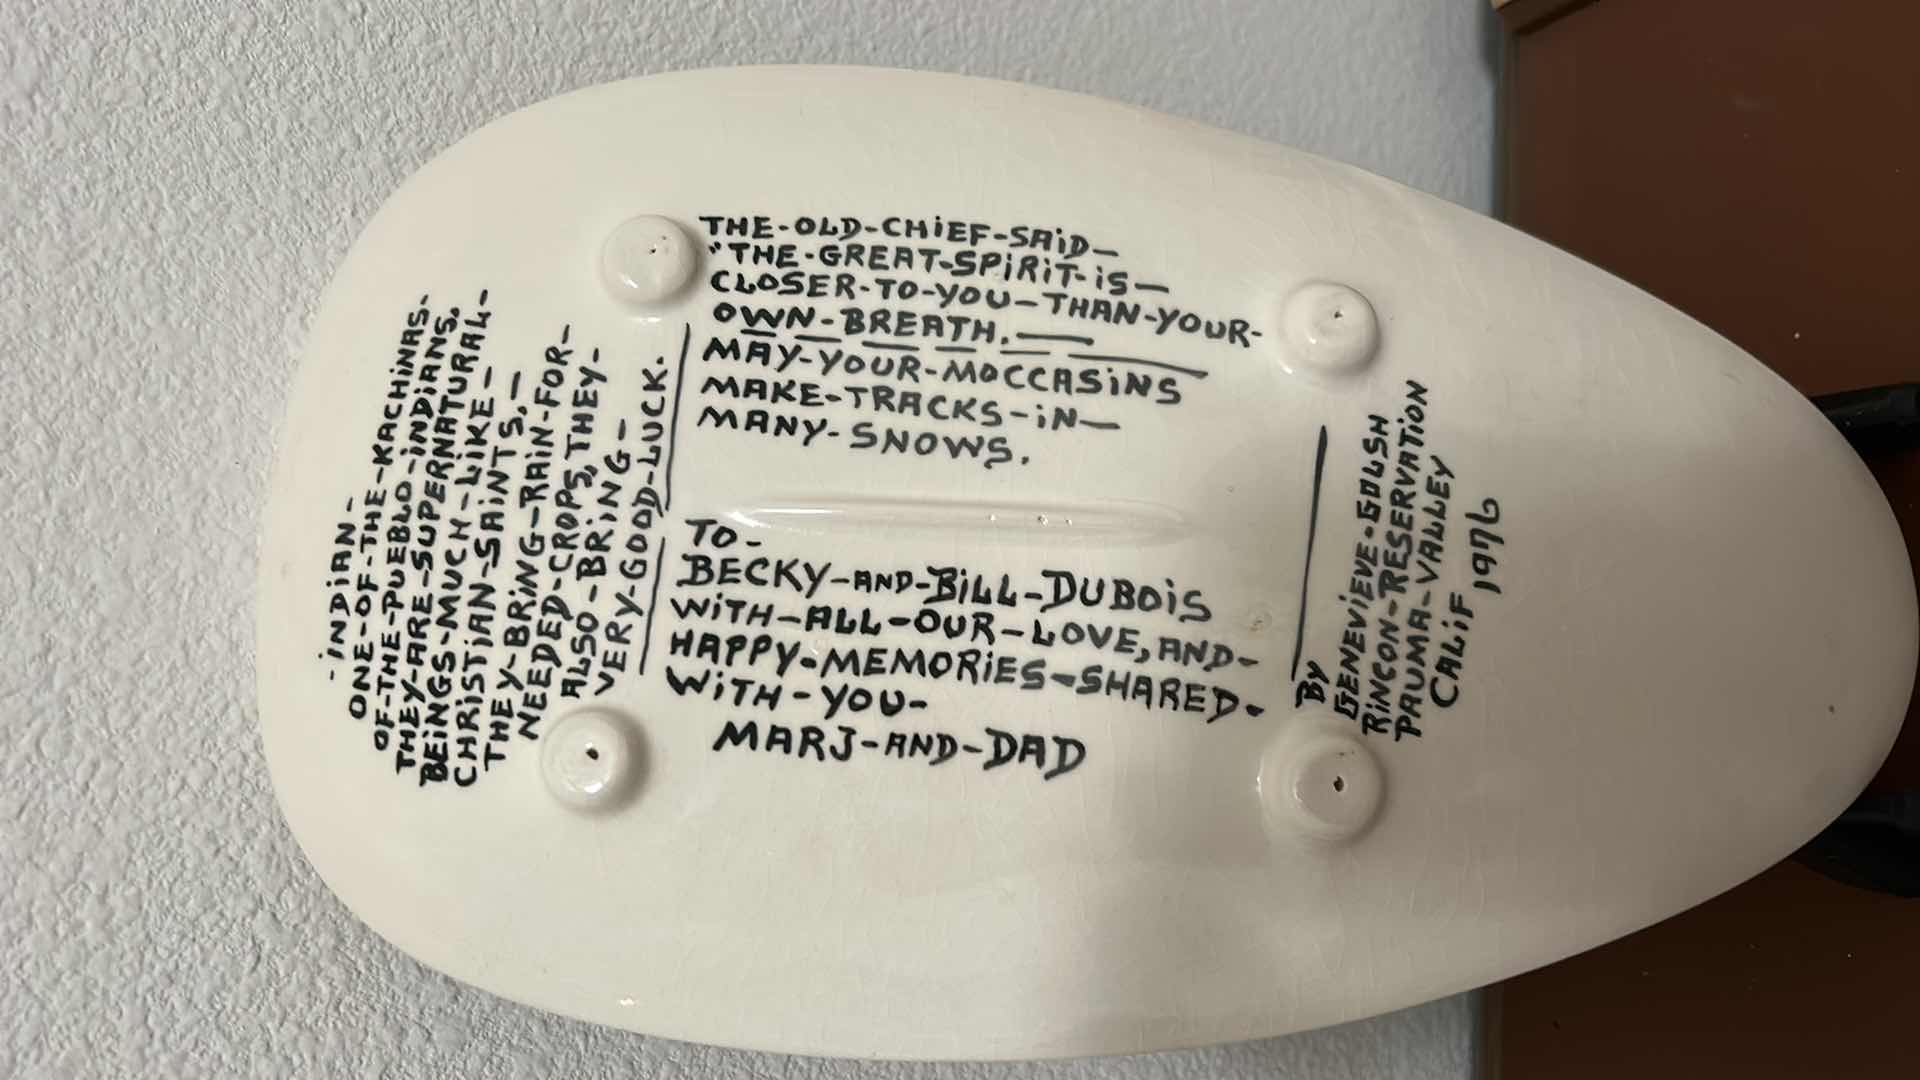 -INDIAN-
ONE-OF-THE-KACHINAS-
OF-THE-PUEBLO-INDIANS.
THEY-ARE-SUPERNATURAL-
BEINGS-MUCH-LIKE-
CHRISTIAN-SAINTS,-
THEY-BRING-RAIN-FOR-
NEEDED-CROPS,THEY-
ALSO-BRING-
VERY-GOOD-LUCK.
THE-OLD-CHiEF-SAiD-
"THE-GREAT-SPiRiT-iS-
CLOSER-TO-YOU-THAN-YOUR-
OWN-BREATH.
MAY-YOUR-MOCCASiNS
MAKE-TRACKS-iN-
MANY-SNOWS.
TO-
BECKY-AND-BiLL-DUBOiS
WiTH-ALL-OUR-LOVE,AND-
HAPPY-MEMORiES-SHARED-
WiTH-YOU-
MARJ-AND-DAD
By
GENEViEVE-GOLSH
RiNCON-RESERVATiON
PAUMA-VALLEY
CALiF 1976